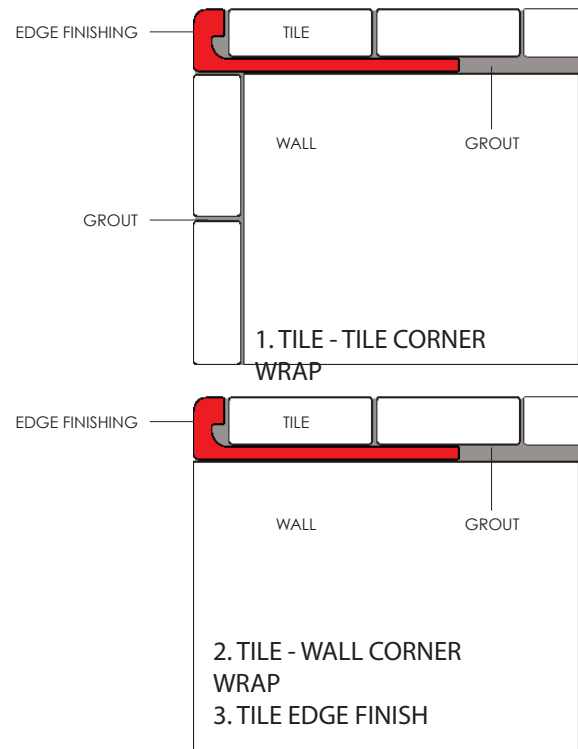 EDGE FINISHING
TILE
WALL
GROUT
GROUT
1. TILE - TILE CORNER
WRAP
EDGE FINISHING
TILE
WALL
GROUT
2. TILE - WALL CORNER
WRAP
3. TILE EDGE FINISH